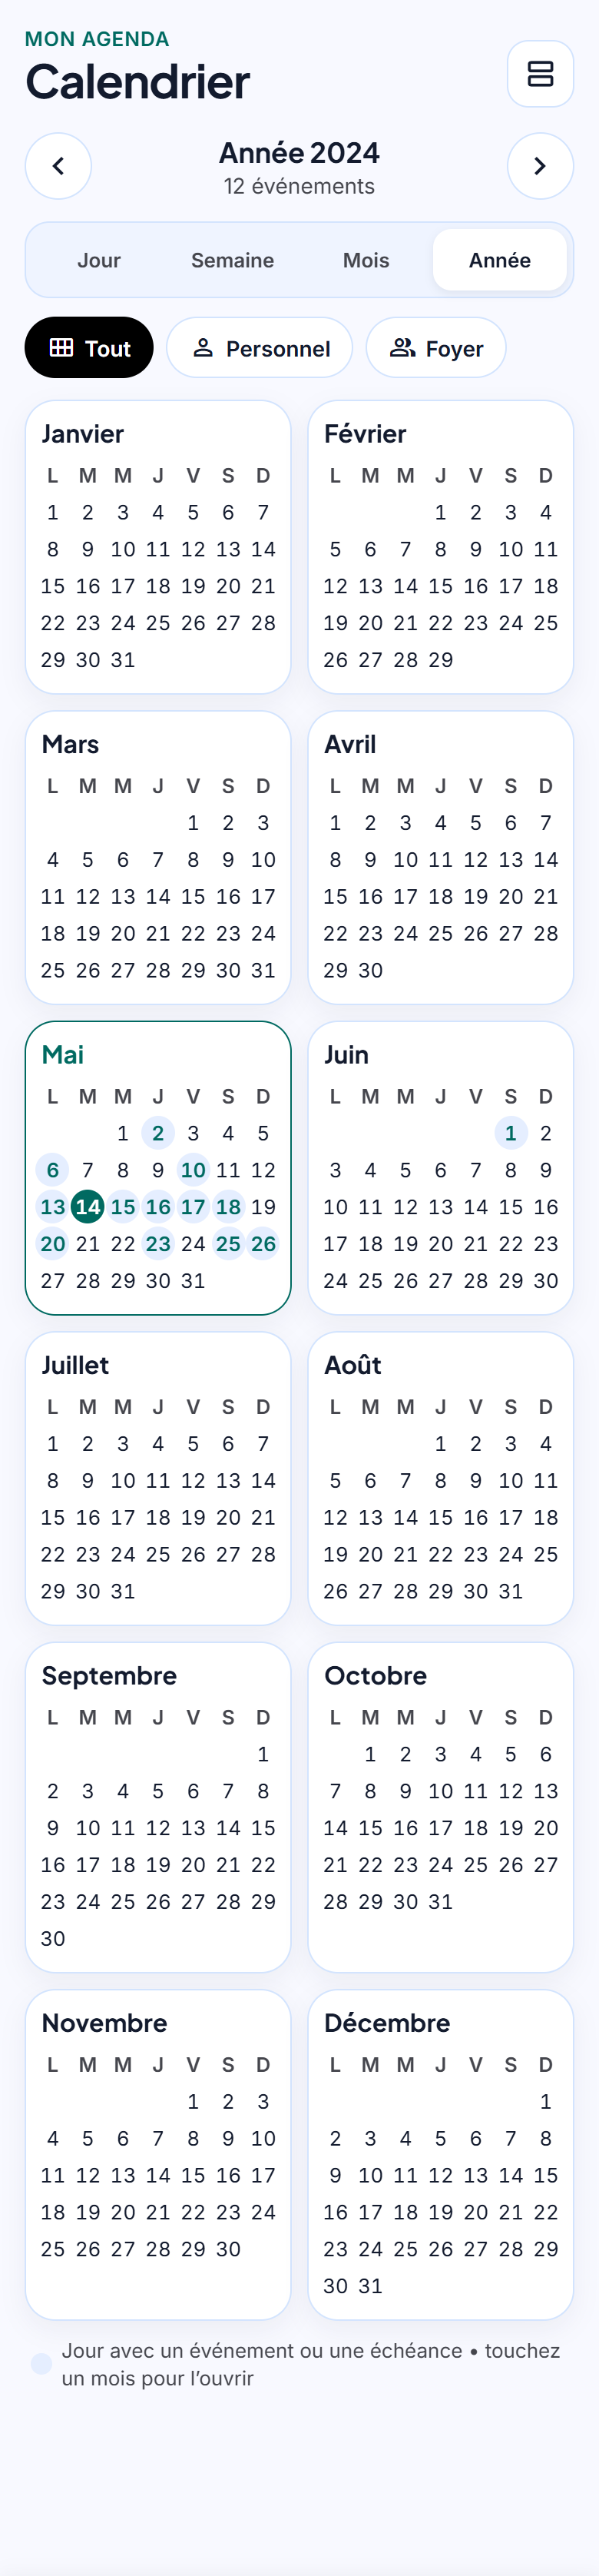 MON AGENDA
Calendrier
Année 2024
12 événements
Jour Semaine Mois Année
Tout Personnel Foyer
Janvier
L M M J V S D
1 2 3 4 5 6 7
8 9 10 11 12 13 14
15 16 17 18 19 20 21
22 23 24 25 26 27 28
29 30 31
Février
L M M J V S D
1 2 3 4
5 6 7 8 9 10 11
12 13 14 15 16 17 18
19 20 21 22 23 24 25
26 27 28 29
Mars
L M M J V S D
1 2 3
4 5 6 7 8 9 10
11 12 13 14 15 16 17
18 19 20 21 22 23 24
25 26 27 28 29 30 31
Avril
L M M J V S D
1 2 3 4 5 6 7
8 9 10 11 12 13 14
15 16 17 18 19 20 21
22 23 24 25 26 27 28
29 30
Mai
L M M J V S D
1 2 3 4 5
6 7 8 9 10 11 12
13 14 15 16 17 18 19
20 21 22 23 24 25 26
27 28 29 30 31
Juin
L M M J V S D
1 2
3 4 5 6 7 8 9
10 11 12 13 14 15 16
17 18 19 20 21 22 23
24 25 26 27 28 29 30
Juillet
L M M J V S D
1 2 3 4 5 6 7
8 9 10 11 12 13 14
15 16 17 18 19 20 21
22 23 24 25 26 27 28
29 30 31
Août
L M M J V S D
1 2 3 4
5 6 7 8 9 10 11
12 13 14 15 16 17 18
19 20 21 22 23 24 25
26 27 28 29 30 31
Septembre
L M M J V S D
1
2 3 4 5 6 7 8
9 10 11 12 13 14 15
16 17 18 19 20 21 22
23 24 25 26 27 28 29
30
Octobre
L M M J V S D
1 2 3 4 5 6
7 8 9 10 11 12 13
14 15 16 17 18 19 20
21 22 23 24 25 26 27
28 29 30 31
Novembre
L M M J V S D
1 2 3
4 5 6 7 8 9 10
11 12 13 14 15 16 17
18 19 20 21 22 23 24
25 26 27 28 29 30
Décembre
L M M J V S D
1
2 3 4 5 6 7 8
9 10 11 12 13 14 15
16 17 18 19 20 21 22
23 24 25 26 27 28 29
30 31
Jour avec un événement ou une échéance • touchez
un mois pour l’ouvrir